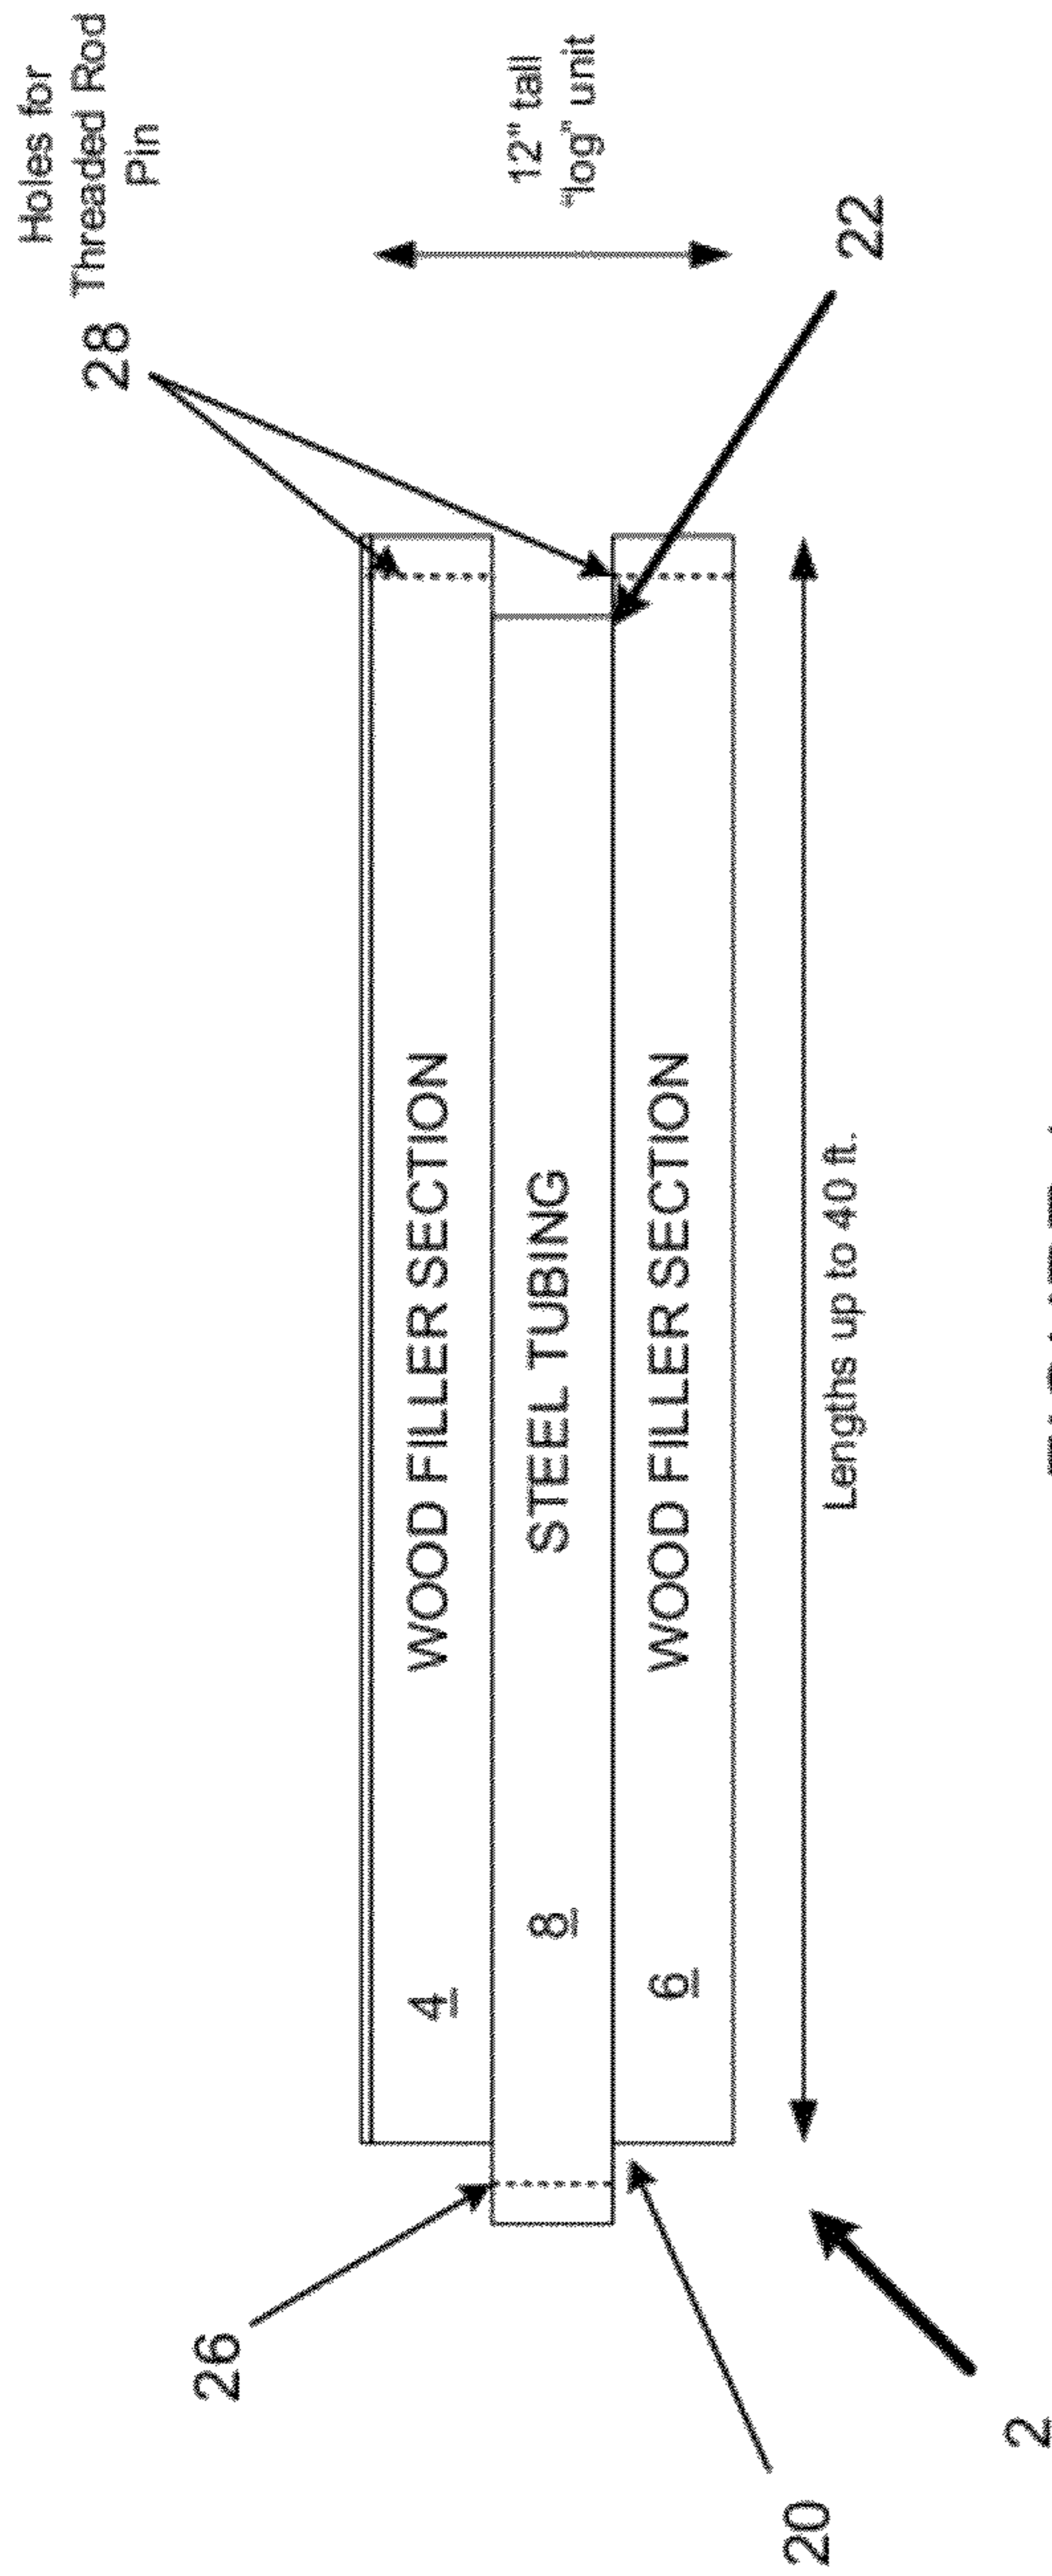 Holes for
Threaded Rod
Pin
28
12" tall
"log" unit
22
WOOD FILLER SECTION
STEEL TUBING
WOOD FILLER SECTION
4
8
6
Lengths up to 40 ft.
26
20
2